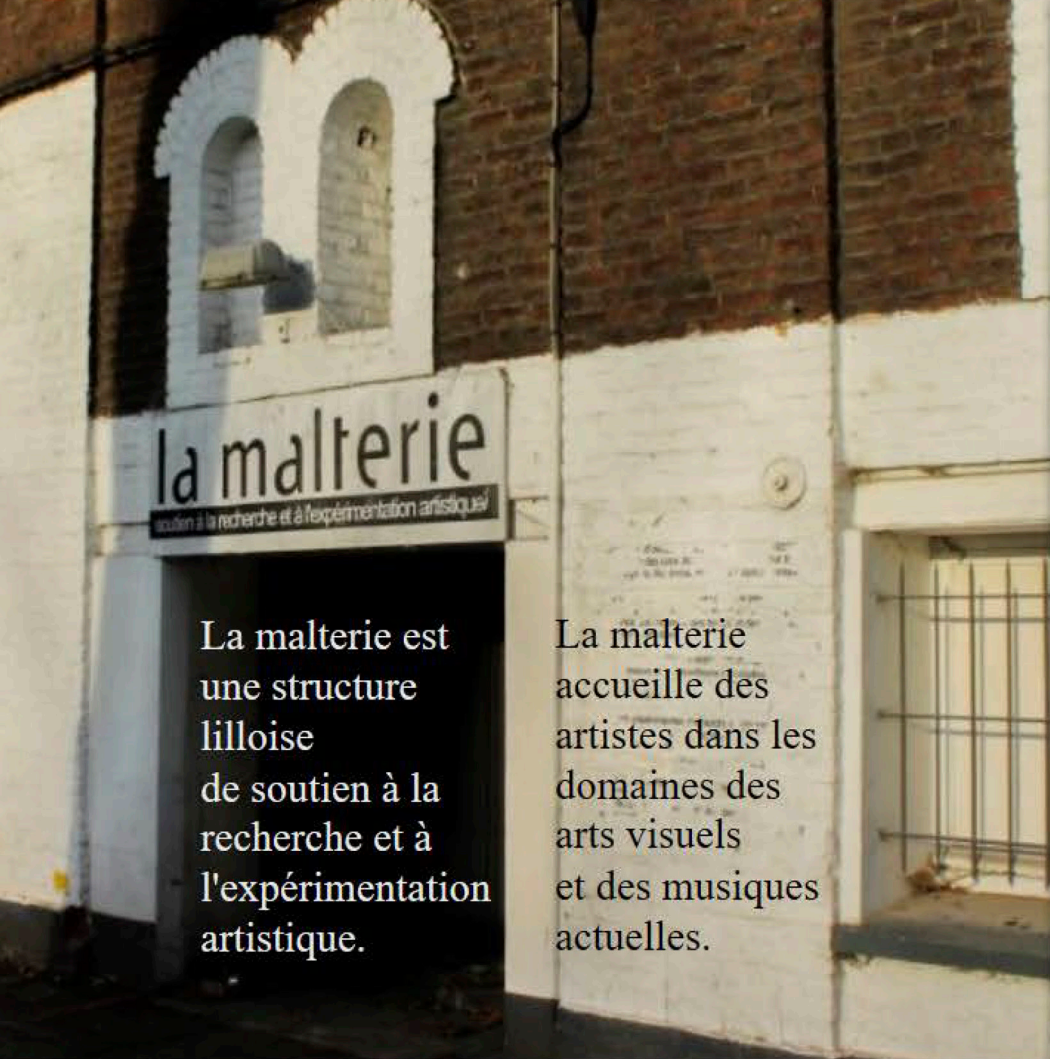 la malterie
soutien à la recherche et à l'expérimentation artistique/
La malterie est
une structure
lilloise
de soutien à la
recherche et à
l'expérimentation
artistique.
La malterie
accueille des
artistes dans les
domaines des
arts visuels
et des musiques
actuelles.